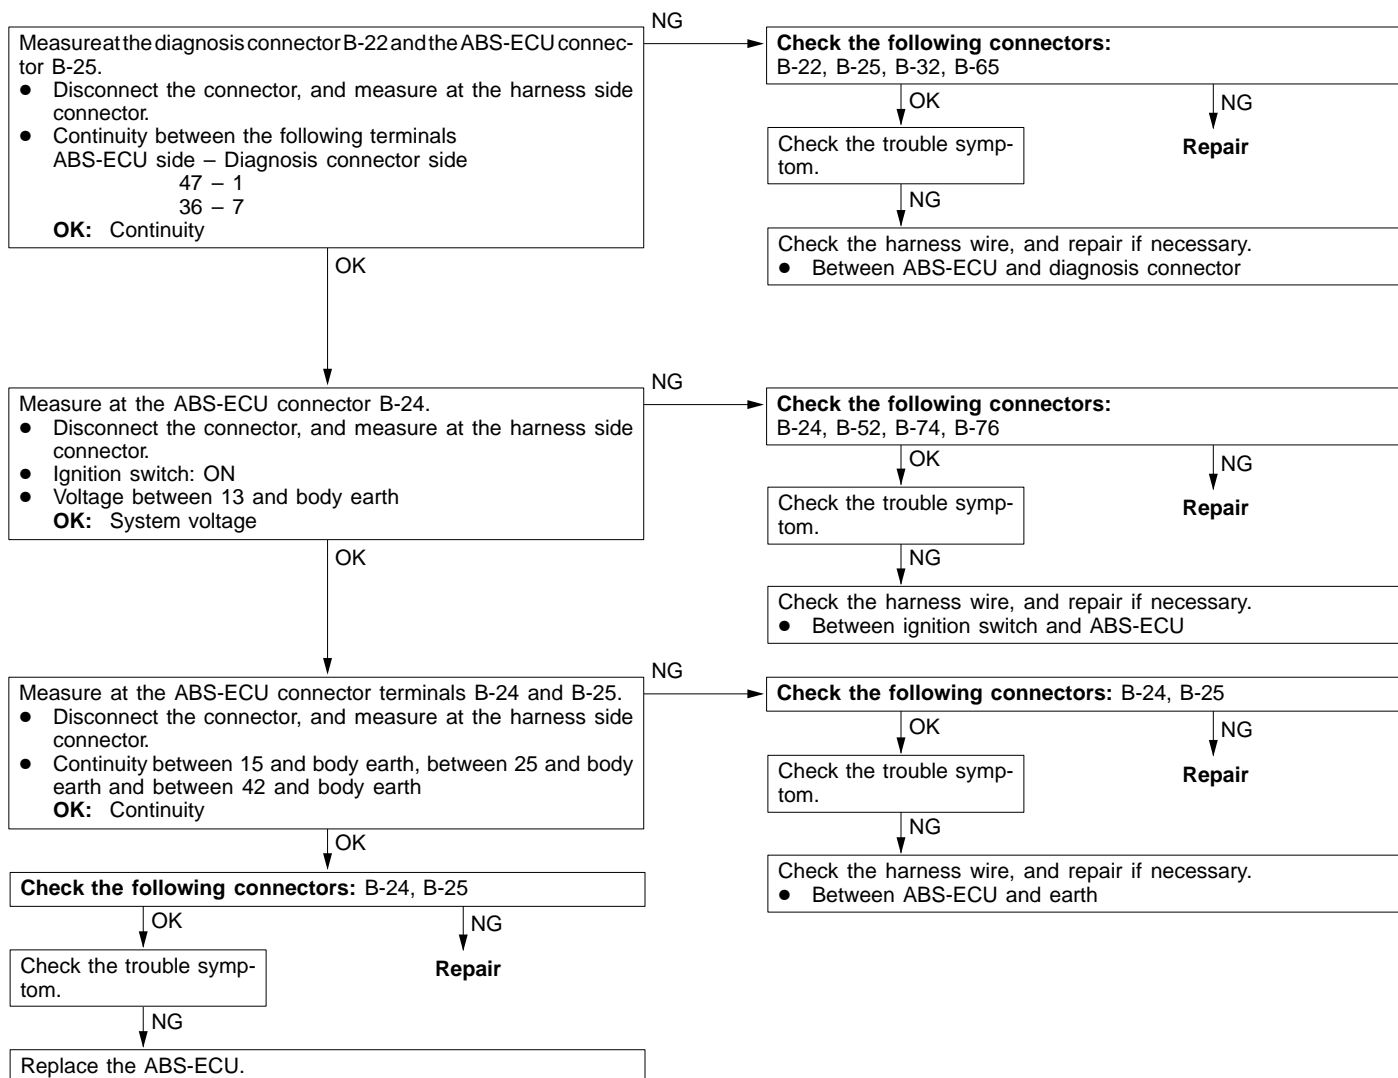 NG
Measure at the diagnosis connector B-22 and the ABS-ECU connec-
tor B-25.
● Disconnect the connector, and measure at the harness side
connector.
● Continuity between the following terminals
ABS-ECU side – Diagnosis connector side
47 – 1
36 – 7
OK: Continuity
Check the following connectors:
B-22, B-25, B-32, B-65
OK
NG
Check the trouble symp-
tom.
Repair
NG
Check the harness wire, and repair if necessary.
● Between ABS-ECU and diagnosis connector
OK
NG
Measure at the ABS-ECU connector B-24.
● Disconnect the connector, and measure at the harness side
connector.
● Ignition switch: ON
● Voltage between 13 and body earth
OK: System voltage
Check the following connectors:
B-24, B-52, B-74, B-76
OK
NG
Check the trouble symp-
tom.
Repair
NG
Check the harness wire, and repair if necessary.
● Between ignition switch and ABS-ECU
OK
NG
Measure at the ABS-ECU connector terminals B-24 and B-25.
● Disconnect the connector, and measure at the harness side
connector.
● Continuity between 15 and body earth, between 25 and body
earth and between 42 and body earth
OK: Continuity
Check the following connectors: B-24, B-25
OK
NG
Check the trouble symp-
tom.
Repair
NG
Check the harness wire, and repair if necessary.
● Between ABS-ECU and earth
OK
Check the following connectors: B-24, B-25
OK
NG
Check the trouble symp-
tom.
Repair
NG
Replace the ABS-ECU.